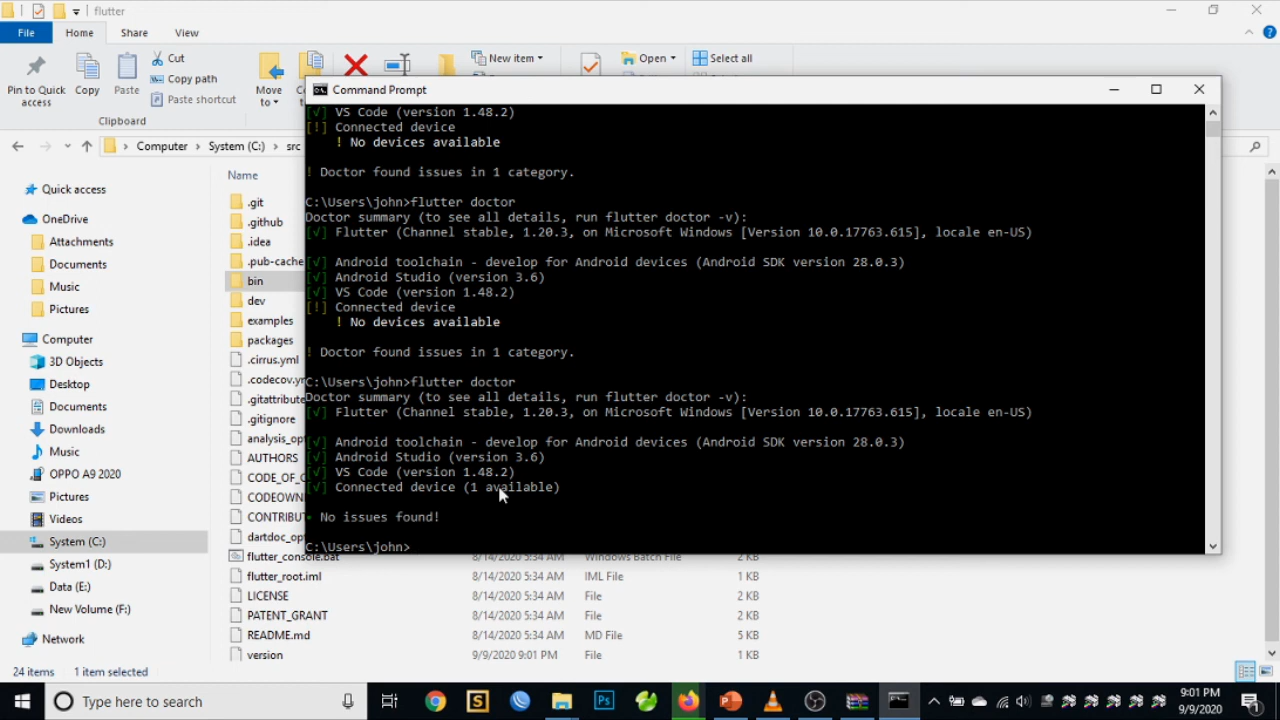 flutter
File
Home
Share
View
Pin to Quick
access
Copy
Paste
Cut
Copy path
Paste shortcut
Clipboard
Move
to
New item
Open
Select all
Computer
System (C:)
src
Quick access
OneDrive
Attachments
Documents
Music
Pictures
Computer
3D Objects
Desktop
Documents
Downloads
Music
OPPO A9 2020
Pictures
Videos
System (C:)
System1 (D:)
Data (E:)
New Volume (F:)
Network
Name
.git
.github
.idea
.pub-cache
bin
dev
examples
packages
.cirrus.yml
.codecov.yr
.gitattribute
.gitignore
analysis_opt
AUTHORS
CODE_OF_C
CODEOWN
CONTRIBUT
dartdoc_opti
flutter_console.bat 8/14/2020 5:34 AM Windows Batch File 1 KB
flutter_root.iml 8/14/2020 5:34 AM IML File 1 KB
LICENSE 8/14/2020 5:34 AM File 2 KB
PATENT_GRANT 8/14/2020 5:34 AM File 2 KB
README.md 8/14/2020 5:34 AM MD File 5 KB
version 9/9/2020 9:01 PM File 1 KB
24 items 1 item selected
Command Prompt
[√] VS Code (version 1.48.2)
[!] Connected device
! No devices available
! Doctor found issues in 1 category.
C:\Users\john>flutter doctor
Doctor summary (to see all details, run flutter doctor -v):
[√] Flutter (Channel stable, 1.20.3, on Microsoft Windows [Version 10.0.17763.615], locale en-US)
[√] Android toolchain - develop for Android devices (Android SDK version 28.0.3)
[√] Android Studio (version 3.6)
[√] VS Code (version 1.48.2)
[!] Connected device
! No devices available
! Doctor found issues in 1 category.
C:\Users\john>flutter doctor
Doctor summary (to see all details, run flutter doctor -v):
[√] Flutter (Channel stable, 1.20.3, on Microsoft Windows [Version 10.0.17763.615], locale en-US)
[√] Android toolchain - develop for Android devices (Android SDK version 28.0.3)
[√] Android Studio (version 3.6)
[√] VS Code (version 1.48.2)
[√] Connected device (1 available)
• No issues found!
C:\Users\john>
Type here to search
9:01 PM
9/9/2020